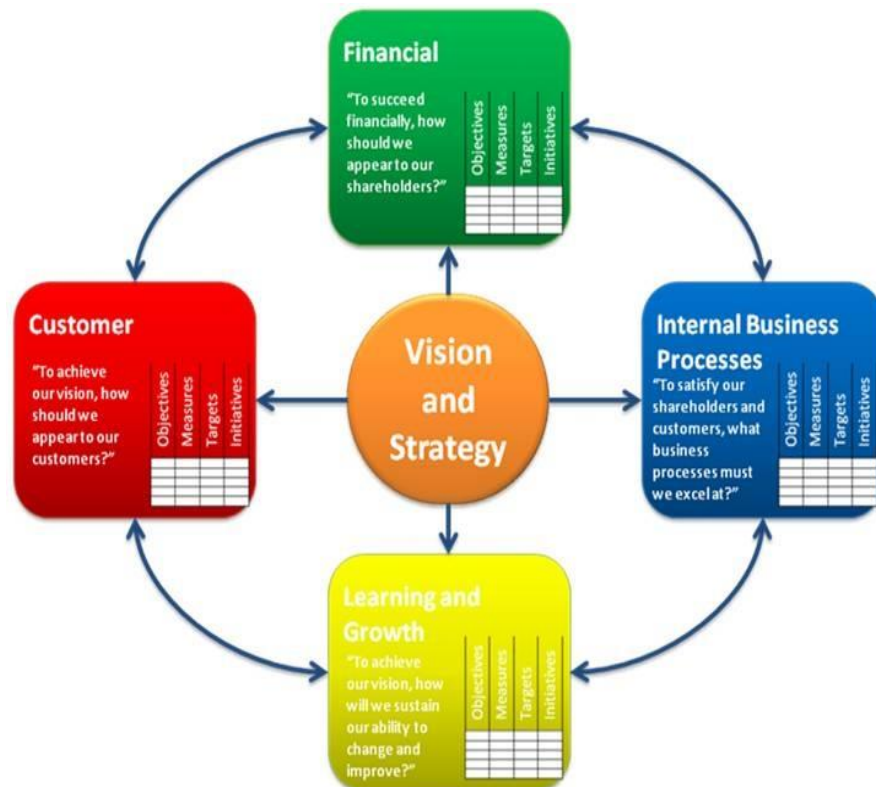 Financial
"To succeed
financially, how
should we
appear to our
shareholders?"
Objectives
Measures
Targets
Initiatives
Customer
"To achieve
our vision, how
should we
appear to our
customers?"
Objectives
Measures
Targets
Initiatives
Vision
and
Strategy
Internal Business
Processes
"To satisfy our
shareholders and
customers, what
business
processes must
we excel at?"
Objectives
Measures
Targets
Initiatives
Learning and
Growth
"To achieve
our vision, how
will we sustain
our ability to
change and
improve?"
Objectives
Measures
Targets
Initiatives